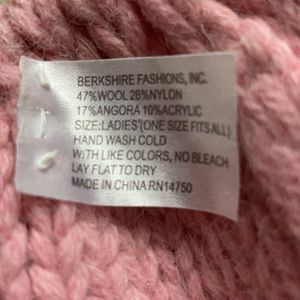 BERKSHIRE FASHIONS, INC.
47%WOOL 26%NYLON
17%ANGORA 10%ACRYLIC
SIZE:LADIES'(ONE SIZE FITS ALL)
HAND WASH COLD
WITH LIKE COLORS, NO BLEACH
LAY FLAT TO DRY
MADE IN CHINA RN14750